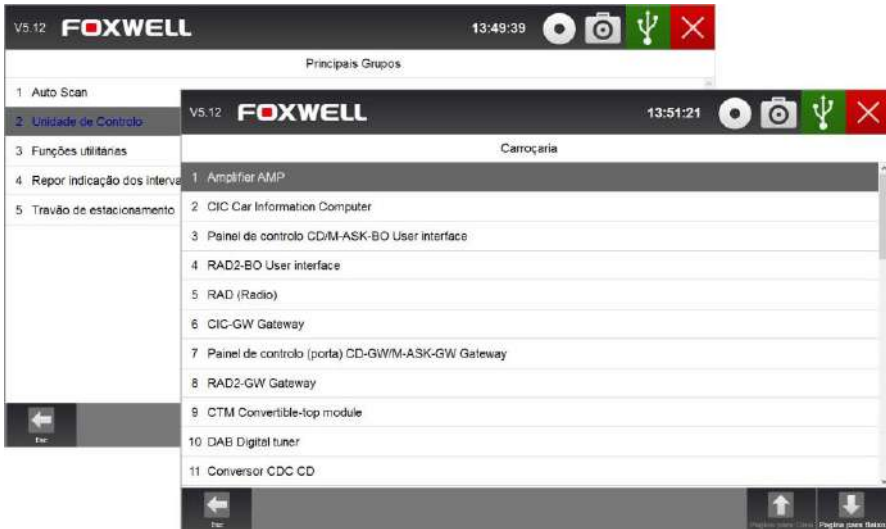 V5.12 FOXWELL 13:49:39
Principais Grupos
1 Auto Scan
2 Unidade de Controlo
3 Funções utilitárias
4 Repor indicação dos interva
5 Travão de estacionamento
Esc
V5.12 FOXWELL 13:51:21
Carroçaria
1 Amplifier AMP
2 CIC Car Information Computer
3 Painel de controlo CD/M-ASK-BO User interface
4 RAD2-BO User interface
5 RAD (Radio)
6 CIC-GW Gateway
7 Painel de controlo (porta) CD-GW/M-ASK-GW Gateway
8 RAD2-GW Gateway
9 CTM Convertible-top module
10 DAB Digital tuner
11 Conversor CDC CD
Esc Pagina para Cima Pagina para Baixo